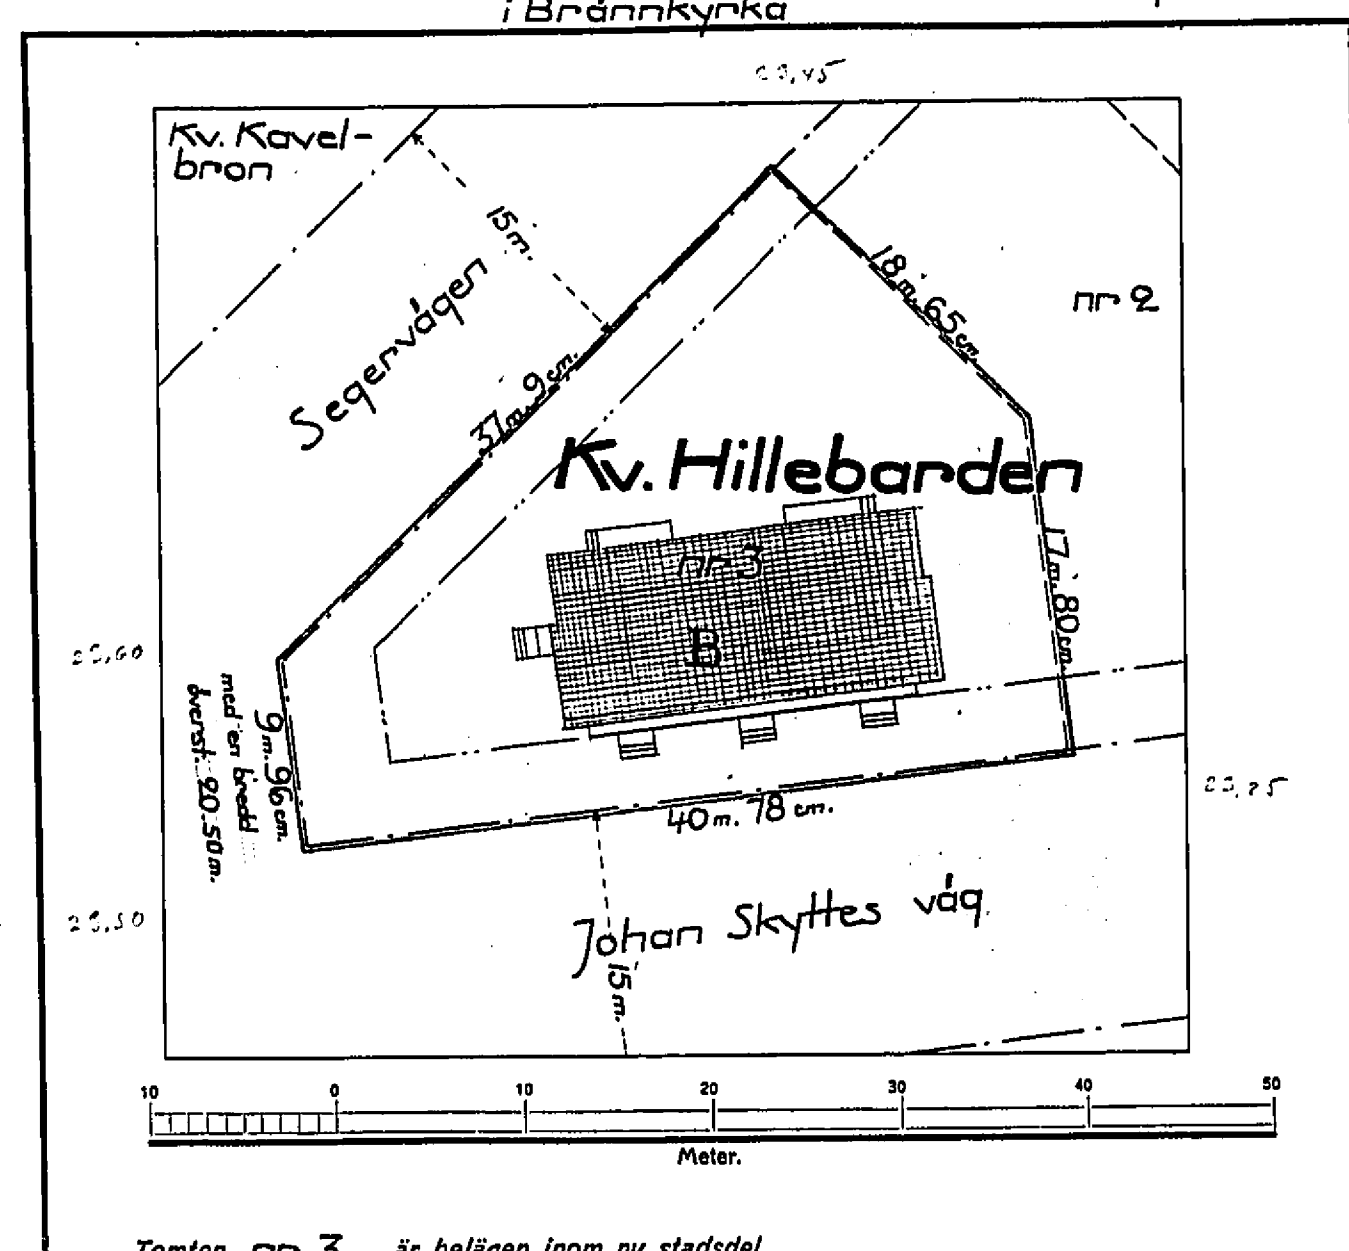 i Brännkyrka
Kv. Kavel-
bron
15 m.
Segervägen
37 m. 9 cm.
18 m. 65 cm.
nr 2
Kv. Hillebarden
nr 3
B
17 m. 80 cm.
9 m. 96 cm.
med en bredd
överst. 20.50 m.
40 m. 78 cm.
Johan Skyttes väg
15 m.
10 0 10 20 30 40 50
Meter.
Tomten nr 3 är belägen inom ny stadsdel